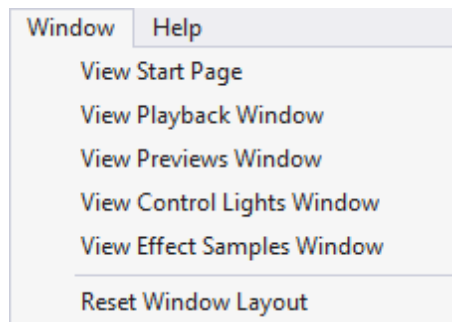 Window Help
View Start Page
View Playback Window
View Previews Window
View Control Lights Window
View Effect Samples Window
Reset Window Layout